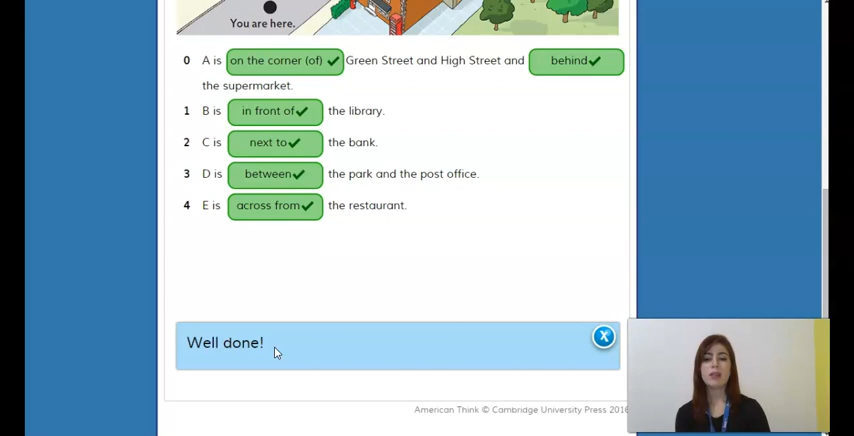 You are here.
0 A is on the corner (of) ✓ Green Street and High Street and behind ✓
the supermarket.
1 B is in front of ✓ the library.
2 C is next to ✓ the bank.
3 D is between ✓ the park and the post office.
4 E is across from ✓ the restaurant.
Well done!
X
American Think © Cambridge University Press 2016